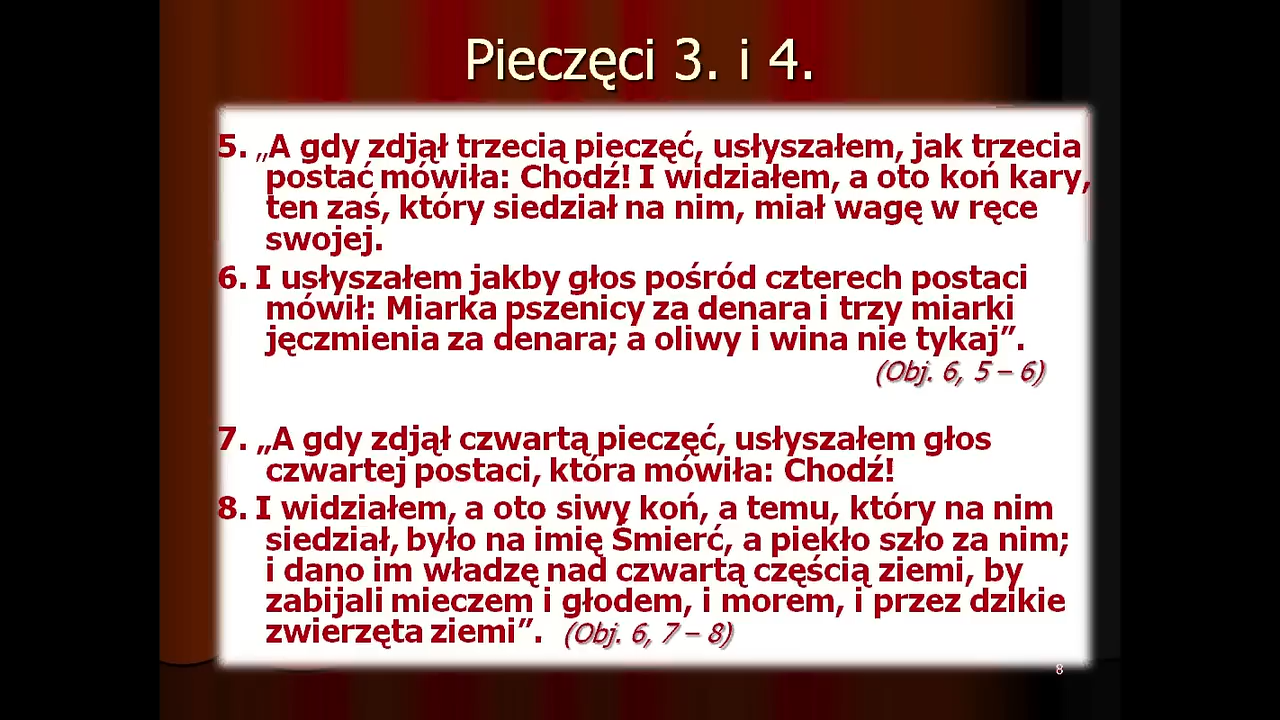 Pieczęci 3. i 4.
5. „A gdy zdjął trzecią pieczęć, usłyszałem, jak trzecia
postać mówiła: Chodź! I widziałem, a oto koń kary,
ten zaś, który siedział na nim, miał wagę w ręce
swojej.
6. I usłyszałem jakby głos pośród czterech postaci
mówił: Miarka pszenicy za denara i trzy miarki
jęczmienia za denara; a oliwy i wina nie tykaj”.
(Obj. 6, 5 – 6)
7. „A gdy zdjął czwartą pieczęć, usłyszałem głos
czwartej postaci, która mówiła: Chodź!
8. I widziałem, a oto siwy koń, a temu, który na nim
siedział, było na imię Śmierć, a piekło szło za nim;
i dano im władzę nad czwartą częścią ziemi, by
zabijali mieczem i głodem, i morem, i przez dzikie
zwierzęta ziemi”. (Obj. 6, 7 – 8)
8